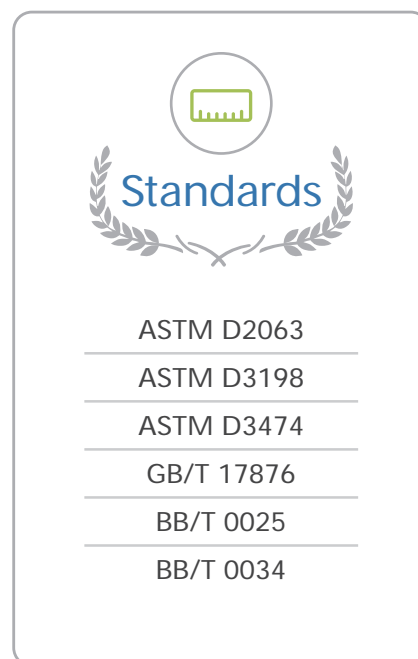 Standards
ASTM D2063
ASTM D3198
ASTM D3474
GB/T 17876
BB/T 0025
BB/T 0034